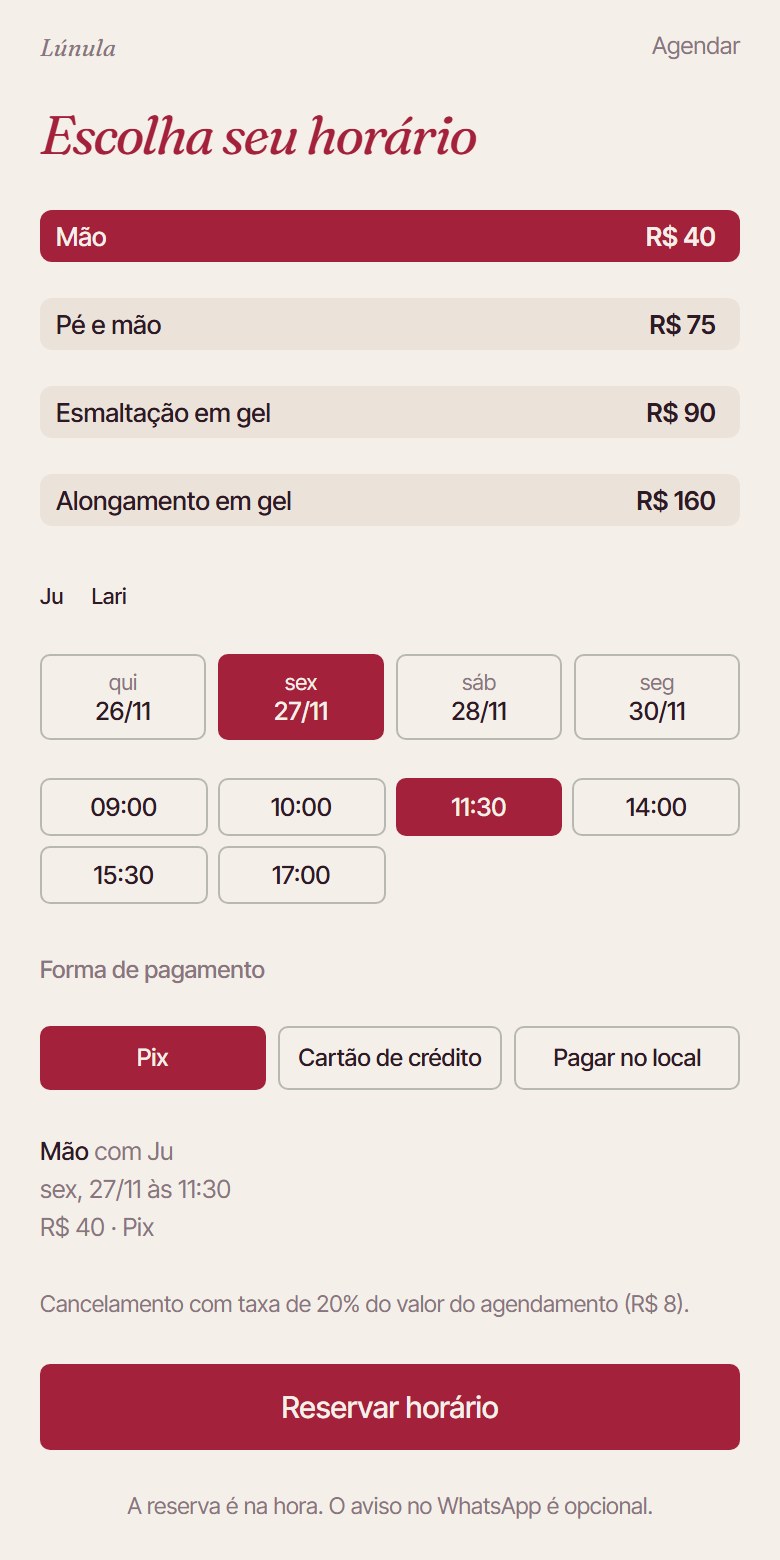 Lúnula
Agendar
Escolha seu horário
Mão R$ 40
Pé e mão R$ 75
Esmaltação em gel R$ 90
Alongamento em gel R$ 160
Ju Lari
qui sex sáb seg
26/11 27/11 28/11 30/11
09:00 10:00 11:30 14:00
15:30 17:00
Forma de pagamento
Pix Cartão de crédito Pagar no local
Mão com Ju
sex, 27/11 às 11:30
R$ 40 · Pix
Cancelamento com taxa de 20% do valor do agendamento (R$ 8).
Reservar horário
A reserva é na hora. O aviso no WhatsApp é opcional.